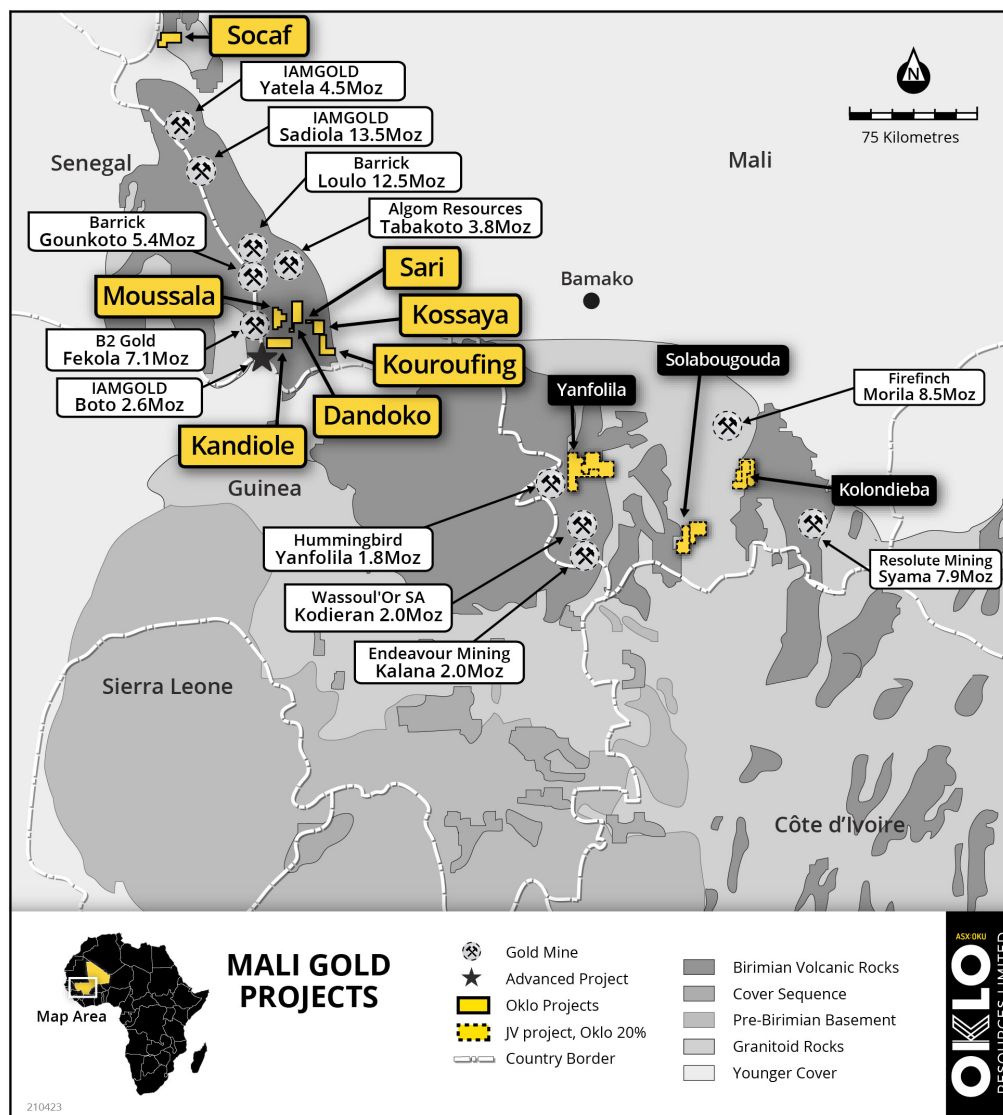 Socaf
N
IAMGOLD
Yatela 4.5Moz
IAMGOLD
Sadiola 13.5Moz
75 Kilometres
Senegal
Mali
Barrick
Loulo 12.5Moz
Algom Resources
Tabakoto 3.8Moz
Barrick
Gounkoto 5.4Moz
Sari
Moussala
Bamako
Kossaya
B2 Gold
Fekola 7.1Moz
Kouroufing
Solabougouda
IAMGOLD
Boto 2.6Moz
Yanfolila
Firefinch
Morila 8.5Moz
Dandoko
Kandiole
Guinea
Kolondieba
Hummingbird
Yanfolila 1.8Moz
Resolute Mining
Syama 7.9Moz
Wassoul'Or SA
Kodieran 2.0Moz
Endeavour Mining
Kalana 2.0Moz
Sierra Leone
Côte d’Ivoire
Map Area
MALI GOLD
PROJECTS
Gold Mine
Advanced Project
Oklo Projects
JV project, Oklo 20%
Country Border
Birimian Volcanic Rocks
Cover Sequence
Pre-Birimian Basement
Granitoid Rocks
Younger Cover
ASX:OKU
OKLO
RESOURCES LIMITED
210423